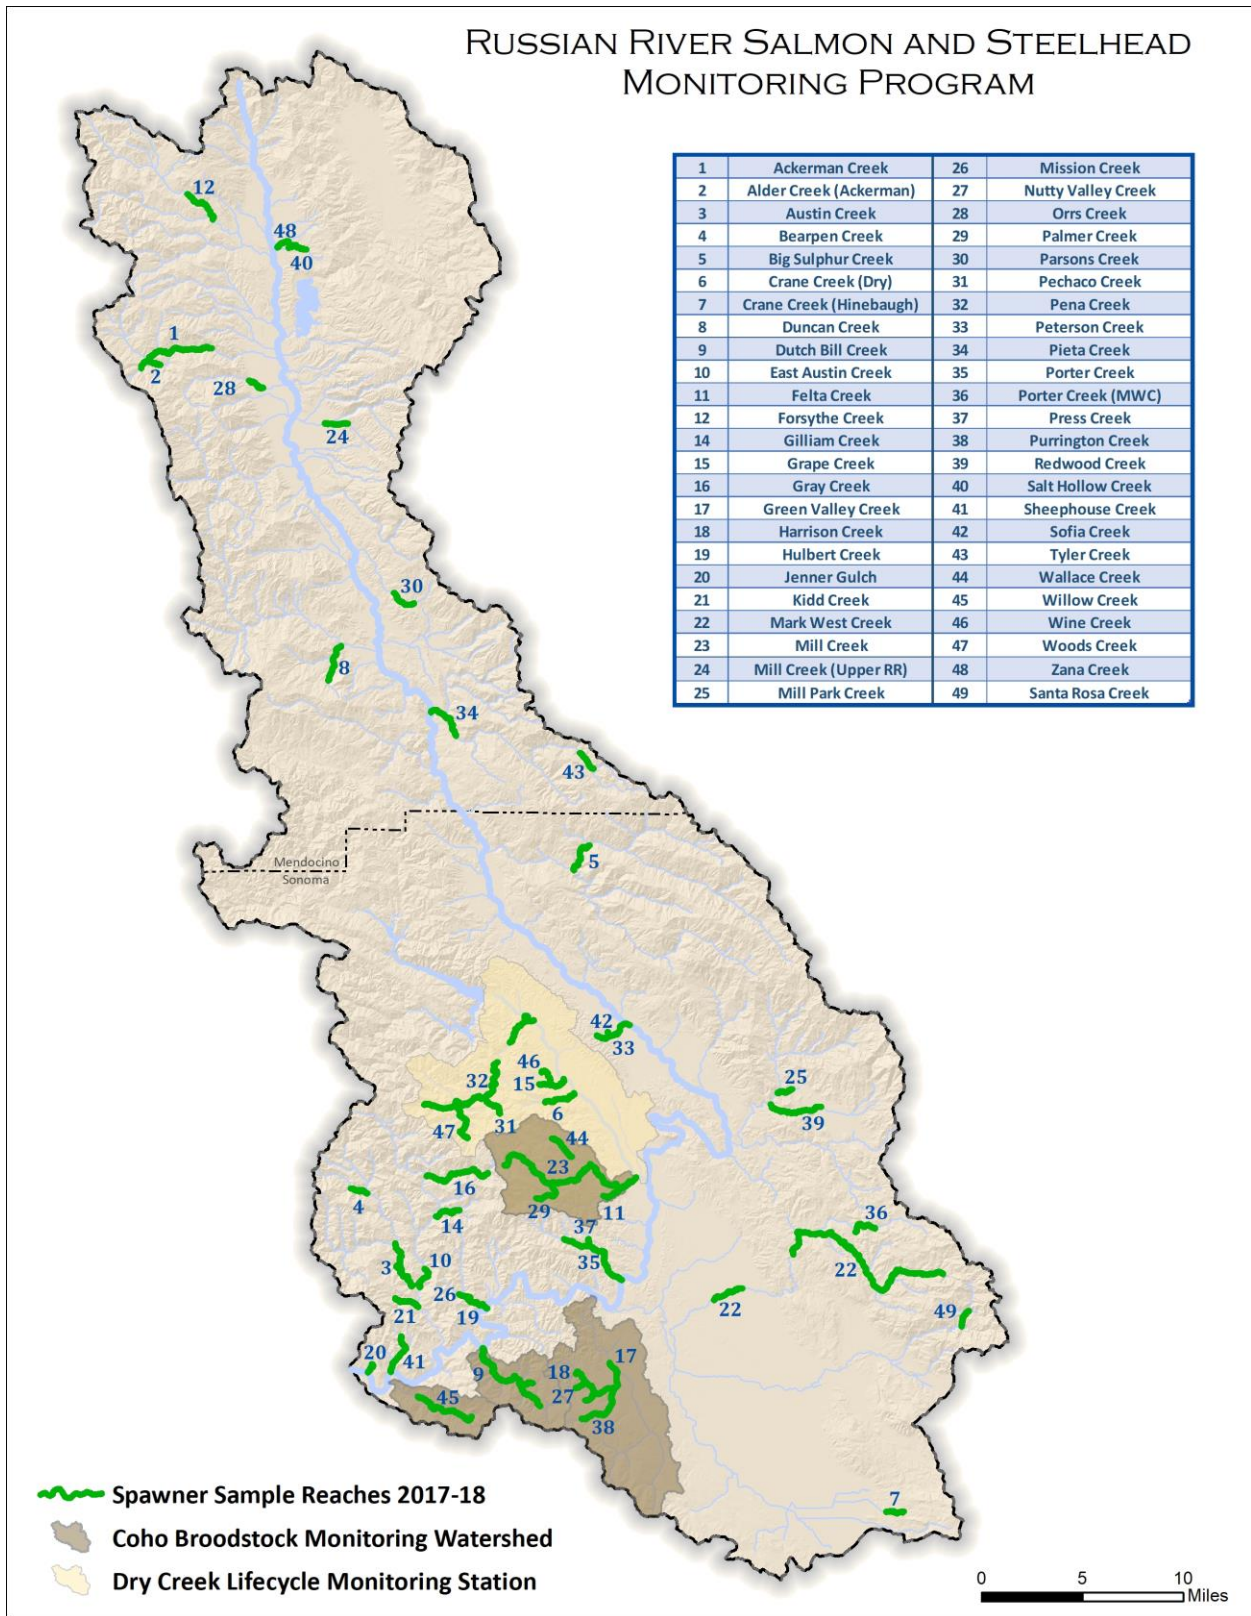 RUSSIAN RIVER SALMON AND STEELHEAD
MONITORING PROGRAM
1 Ackerman Creek 26 Mission Creek
2 Alder Creek (Ackerman) 27 Nutty Valley Creek
3 Austin Creek 28 Orrs Creek
4 Bearpen Creek 29 Palmer Creek
5 Big Sulphur Creek 30 Parsons Creek
6 Crane Creek (Dry) 31 Pechaco Creek
7 Crane Creek (Hinebaugh) 32 Pena Creek
8 Duncan Creek 33 Peterson Creek
9 Dutch Bill Creek 34 Pieta Creek
10 East Austin Creek 35 Porter Creek
11 Felta Creek 36 Porter Creek (MWC)
12 Forsythe Creek 37 Press Creek
14 Gilliam Creek 38 Purrington Creek
15 Grape Creek 39 Redwood Creek
16 Gray Creek 40 Salt Hollow Creek
17 Green Valley Creek 41 Sheephouse Creek
18 Harrison Creek 42 Sofia Creek
19 Hulbert Creek 43 Tyler Creek
20 Jenner Gulch 44 Wallace Creek
21 Kidd Creek 45 Willow Creek
22 Mark West Creek 46 Wine Creek
23 Mill Creek 47 Woods Creek
24 Mill Creek (Upper RR) 48 Zana Creek
25 Mill Park Creek 49 Santa Rosa Creek
12
48
40
1
2
28
24
30
8
34
43
5
Mendocino
Sonoma
42
33
46
15
32
6
31
47
44
25
39
23
16
4
29
11
14
37
36
35
3
10
22
26
19
21
22
49
20
41
9
18
17
27
45
38
7
Spawner Sample Reaches 2017-18
Coho Broodstock Monitoring Watershed
Dry Creek Lifecycle Monitoring Station
0 5 10
Miles